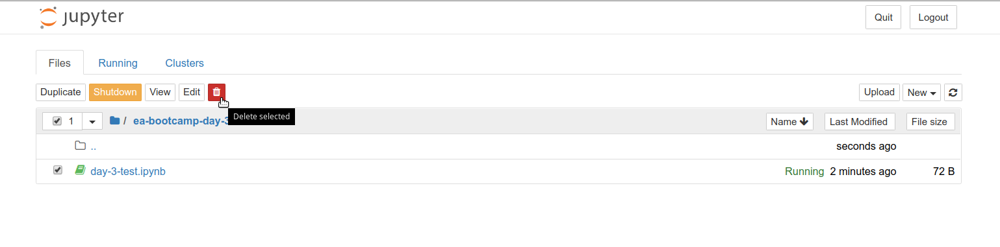 jupyter Quit Logout
Files Running Clusters
Duplicate Shutdown View Edit Upload New
Delete selected
1 / ea-bootcamp-day-3 Name Last Modified File size
.. seconds ago
day-3-test.ipynb Running 2 minutes ago 72 B